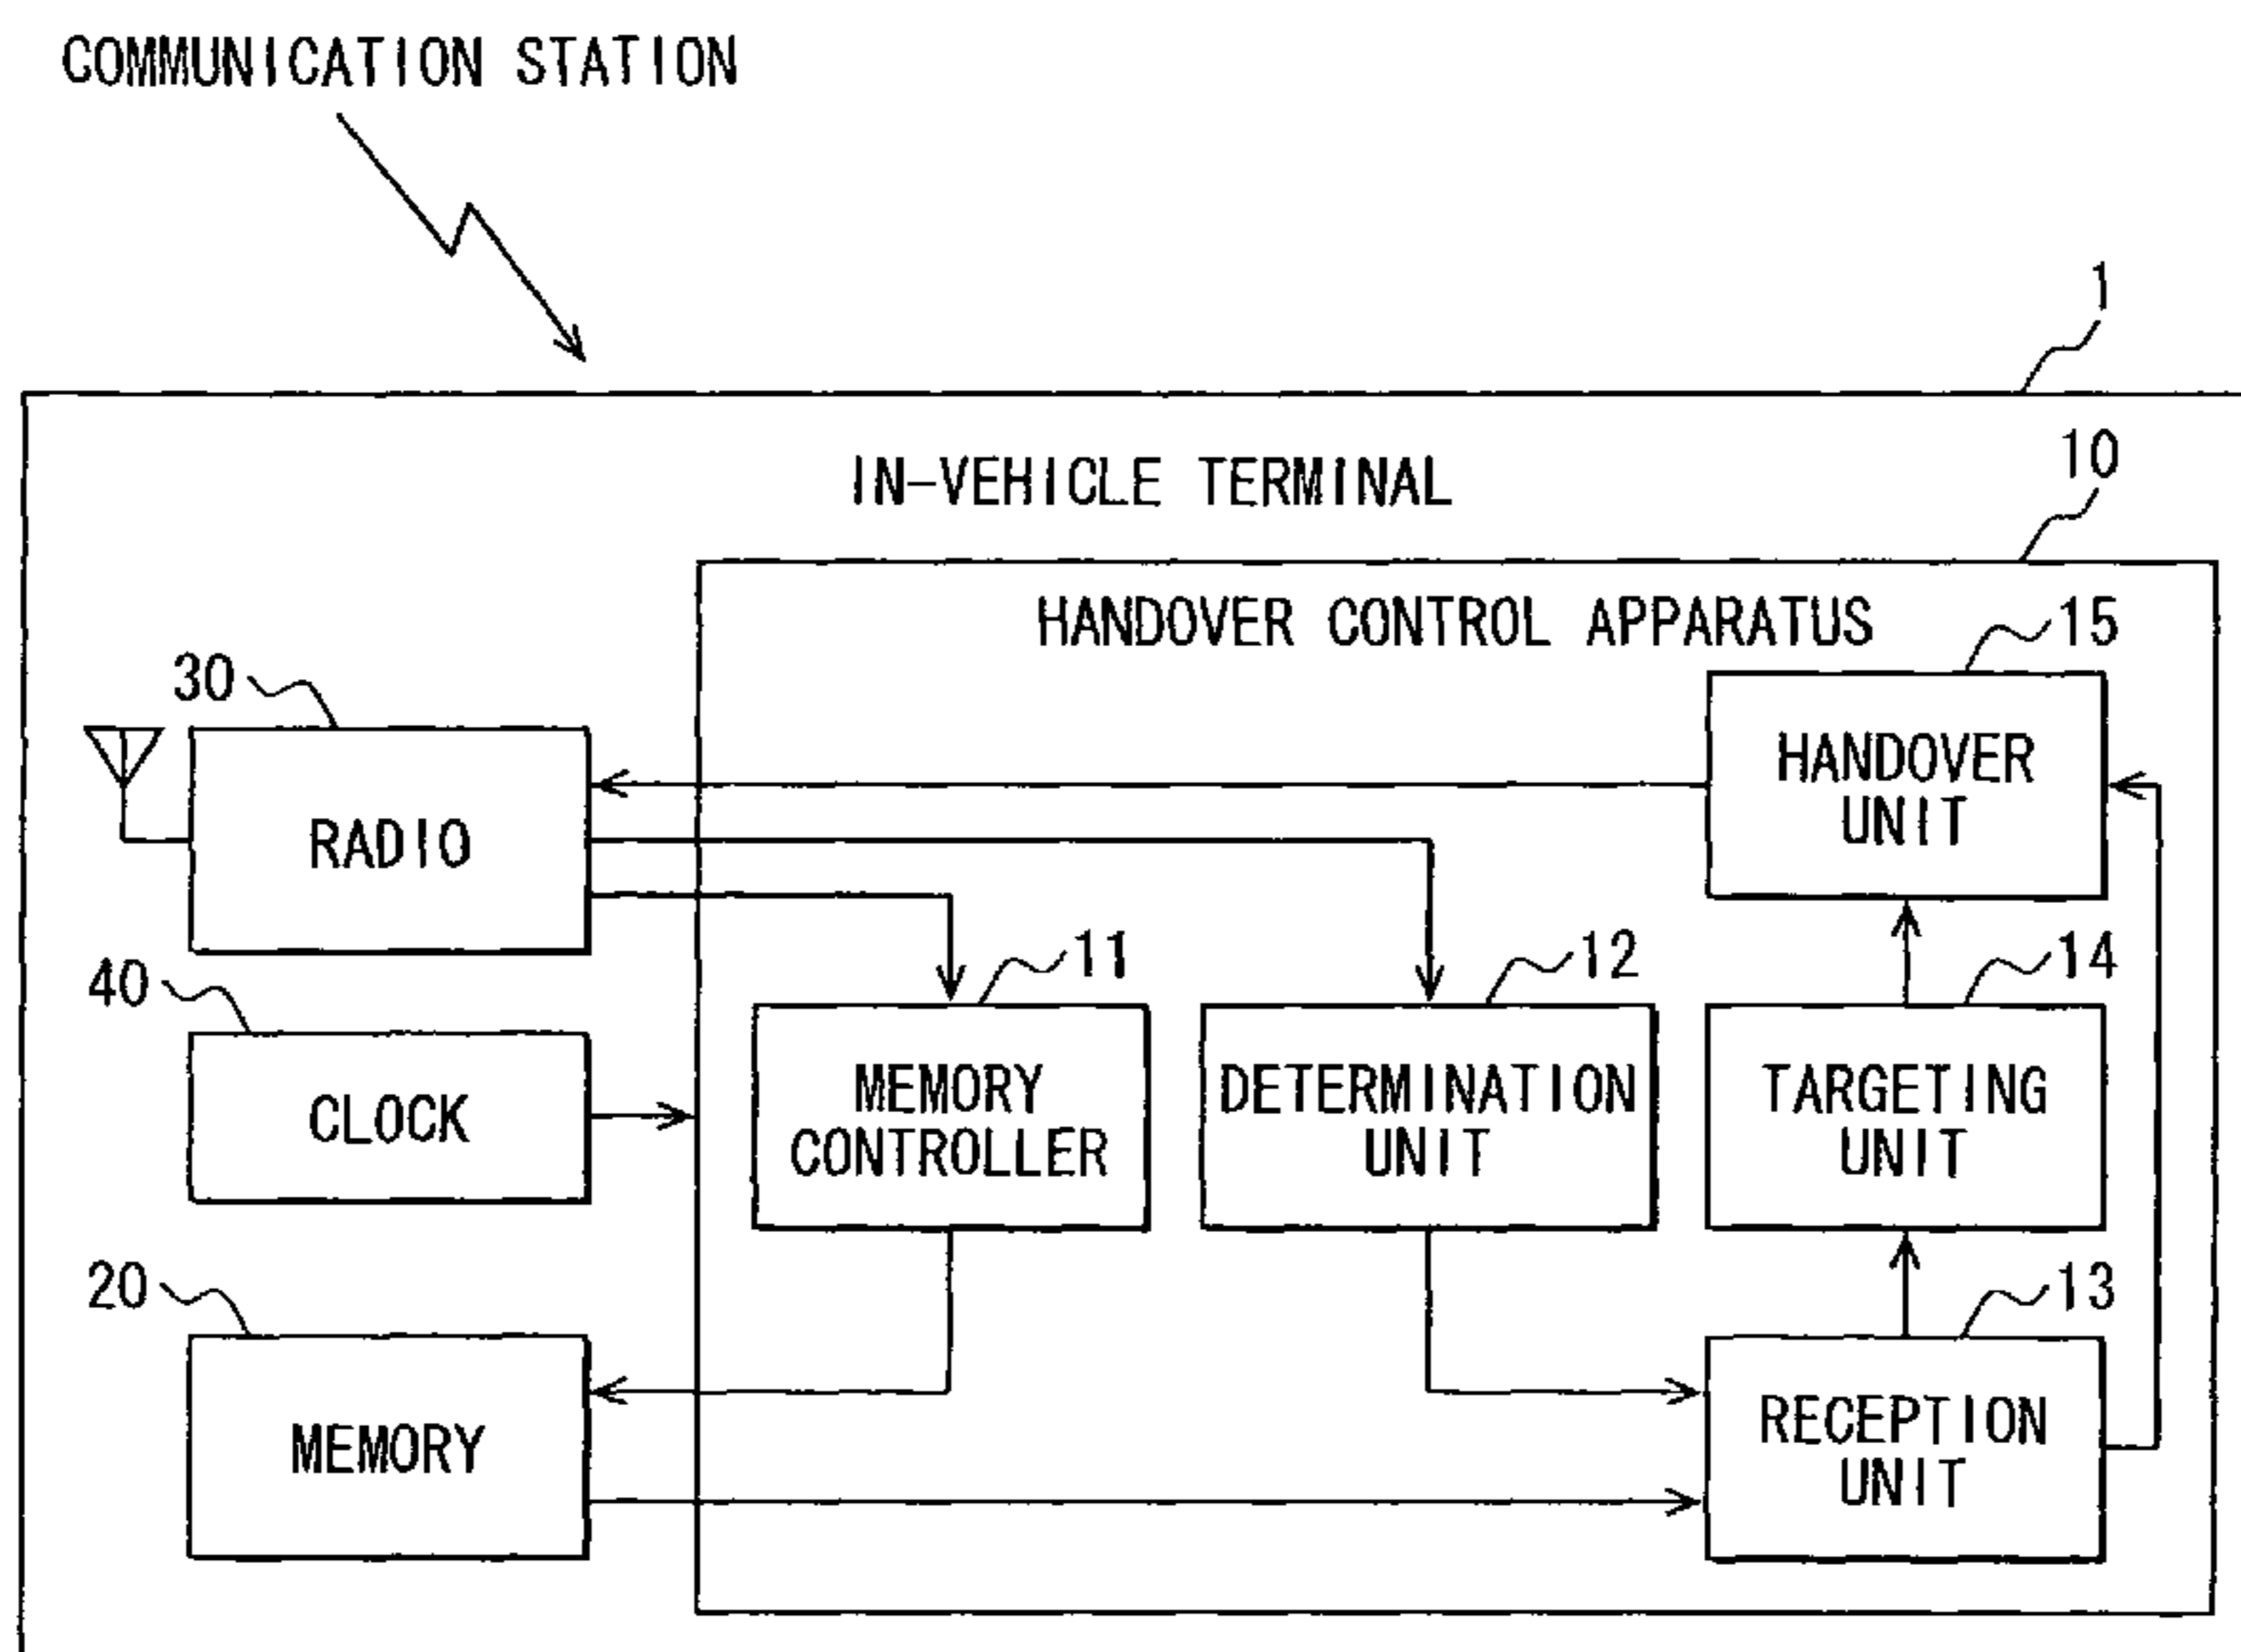 COMMUNICATION STATION
1
IN-VEHICLE TERMINAL
10
HANDOVER CONTROL APPARATUS
15
30
HANDOVER
UNIT
RADIO
11
12
14
40
MEMORY
CONTROLLER
DETERMINATION
UNIT
TARGETING
UNIT
CLOCK
20
13
MEMORY
RECEPTION
UNIT